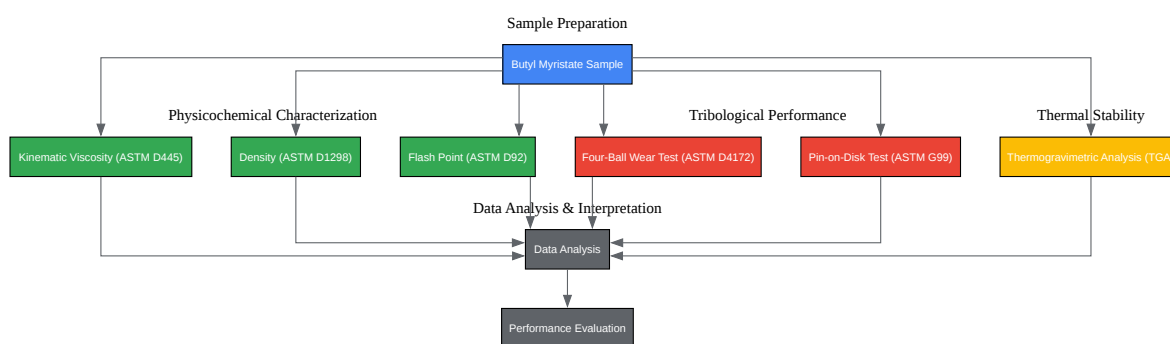 Sample Preparation
Butyl Myristate Sample
Physicochemical Characterization
Tribological Performance
Thermal Stability
Kinematic Viscosity (ASTM D445)
Density (ASTM D1298)
Flash Point (ASTM D92)
Four-Ball Wear Test (ASTM D4172)
Pin-on-Disk Test (ASTM G99)
Thermogravimetric Analysis (TGA
Data Analysis & Interpretation
Data Analysis
Performance Evaluation